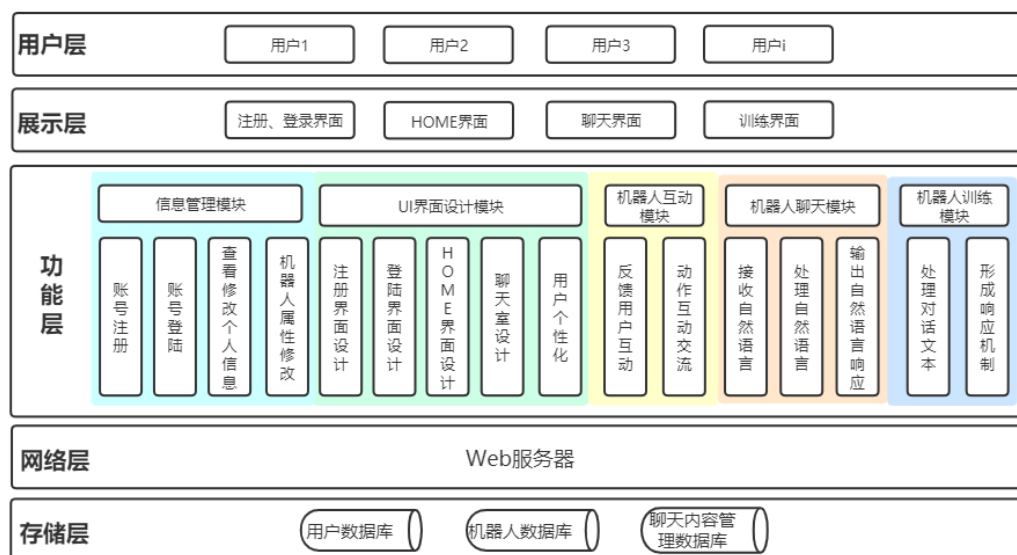 用户层
用户1
用户2
用户3
用户i
展示层
注册、登录界面
HOME界面
聊天界面
训练界面
功能层
信息管理模块
UI界面设计模块
机器人互动
模块
机器人聊天模块
机器人训练
模块
账号注册
账号登陆
查看修改个人信息
机器人属性修改
注册界面设计
登陆界面设计
HOME界面设计
聊天室设计
用户个性化
反馈用户互动
动作互动交流
接收自然语言
处理自然语言
输出自然语言响应
处理对话文本
形成响应机制
网络层
Web服务器
存储层
用户数据库
机器人数据库
聊天内容管
理数据库